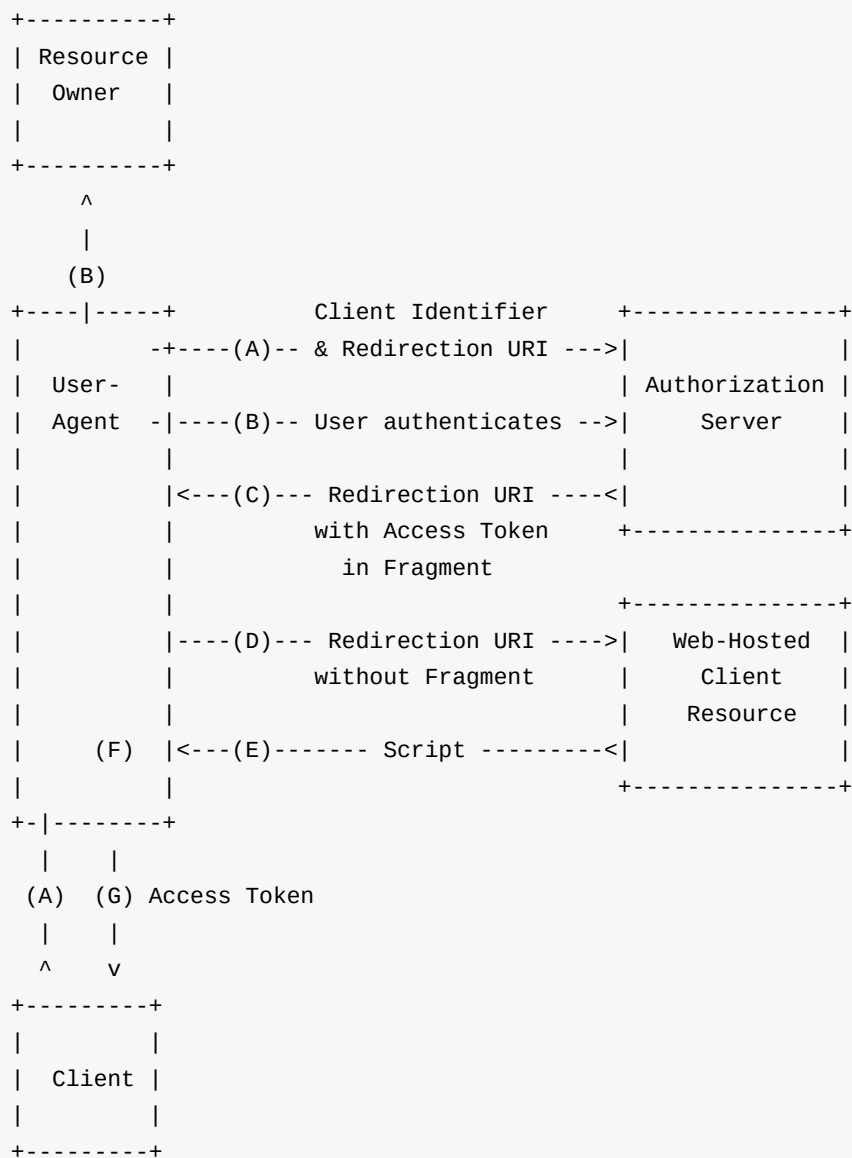 +----------+
| Resource |
|  Owner   |
|          |
+----------+
     ^
     |
    (B)
+----|-----+          Client Identifier     +---------------+
|         -+----(A)-- & Redirection URI --->|               |
|  User-   |                                | Authorization |
|  Agent  -|----(B)-- User authenticates -->|     Server    |
|          |                                |               |
|          |<---(C)--- Redirection URI ----<|               |
|          |          with Access Token     +---------------+
|          |            in Fragment
|          |                                +---------------+
|          |----(D)--- Redirection URI ---->|   Web-Hosted  |
|          |          without Fragment      |     Client    |
|          |                                |    Resource   |
|     (F)  |<---(E)------- Script ---------<|               |
|          |                                +---------------+
+-|--------+
  |    |
 (A)  (G) Access Token
  |    |
  ^    v
+---------+
|         |
|  Client |
|         |
+---------+